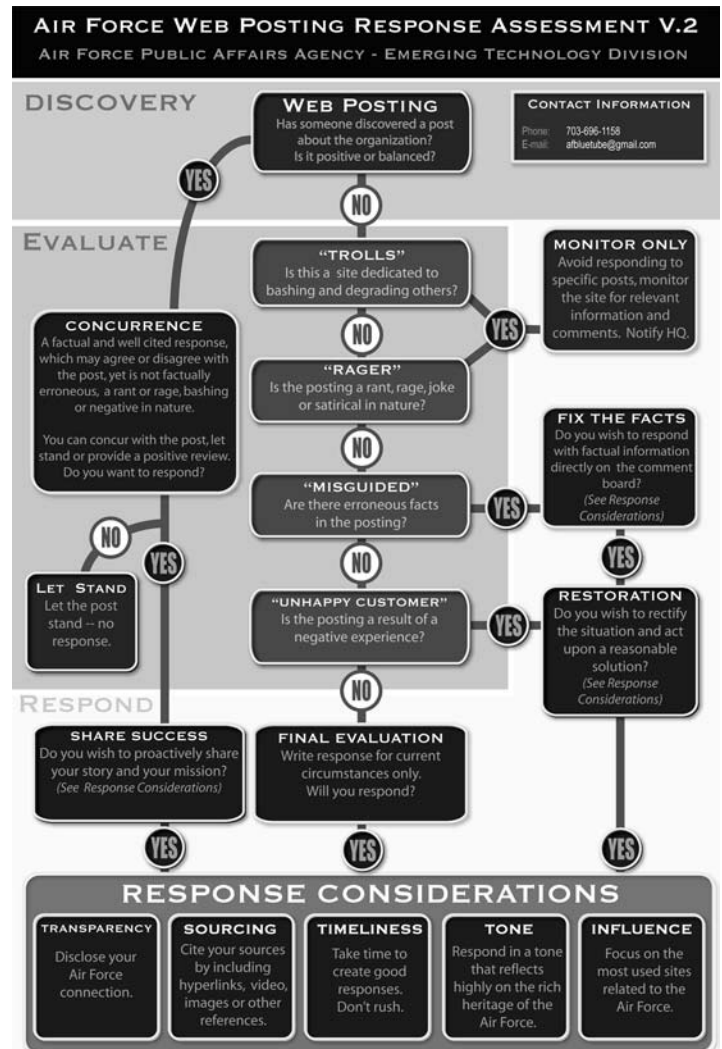 AIR FORCE WEB POSTING RESPONSE ASSESSMENT V.2
AIR FORCE PUBLIC AFFAIRS AGENCY - EMERGING TECHNOLOGY DIVISION
DISCOVERY
WEB POSTING
Has someone discovered a post
about the organization?
Is it positive or balanced?
CONTACT INFORMATION
Phone: 703-696-1158
E-mail: afbluetube@gmail.com
YES
NO
EVALUATE
"TROLLS"
Is this a site dedicated to
bashing and degrading others?
MONITOR ONLY
Avoid responding to
specific posts, monitor
the site for relevant
information and
comments. Notify HQ.
YES
NO
CONCURRENCE
A factual and well cited response,
which may agree or disagree with
the post, yet is not factually
erroneous, a rant or rage, bashing
or negative in nature.
You can concur with the post, let
stand or provide a positive review.
Do you want to respond?
"RAGER"
Is the posting a rant, rage, joke
or satirical in nature?
NO
FIX THE FACTS
Do you wish to respond
with factual information
directly on the comment
board?
(See Response
Considerations)
"MISGUIDED"
Are there erroneous facts
in the posting?
YES
NO
YES
NO
YES
LET STAND
Let the post
stand -- no
response.
"UNHAPPY CUSTOMER"
Is the posting a result of a
negative experience?
YES
RESTORATION
Do you wish to rectify
the situation and act
upon a reasonable
solution?
(See Response
Considerations)
NO
RESPOND
SHARE SUCCESS
Do you wish to proactively share
your story and your mission?
(See Response Considerations)
FINAL EVALUATION
Write response for current
circumstances only.
Will you respond?
YES
YES
YES
RESPONSE CONSIDERATIONS
TRANSPARENCY
Disclose your
Air Force
connection.
SOURCING
Cite your sources
by including
hyperlinks, video,
images or other
references.
TIMELINESS
Take time to
create good
responses.
Don't rush.
TONE
Respond in a tone
that reflects
highly on the rich
heritage of the
Air Force.
INFLUENCE
Focus on the
most used sites
related to the
Air Force.